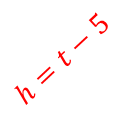 h = t − 5